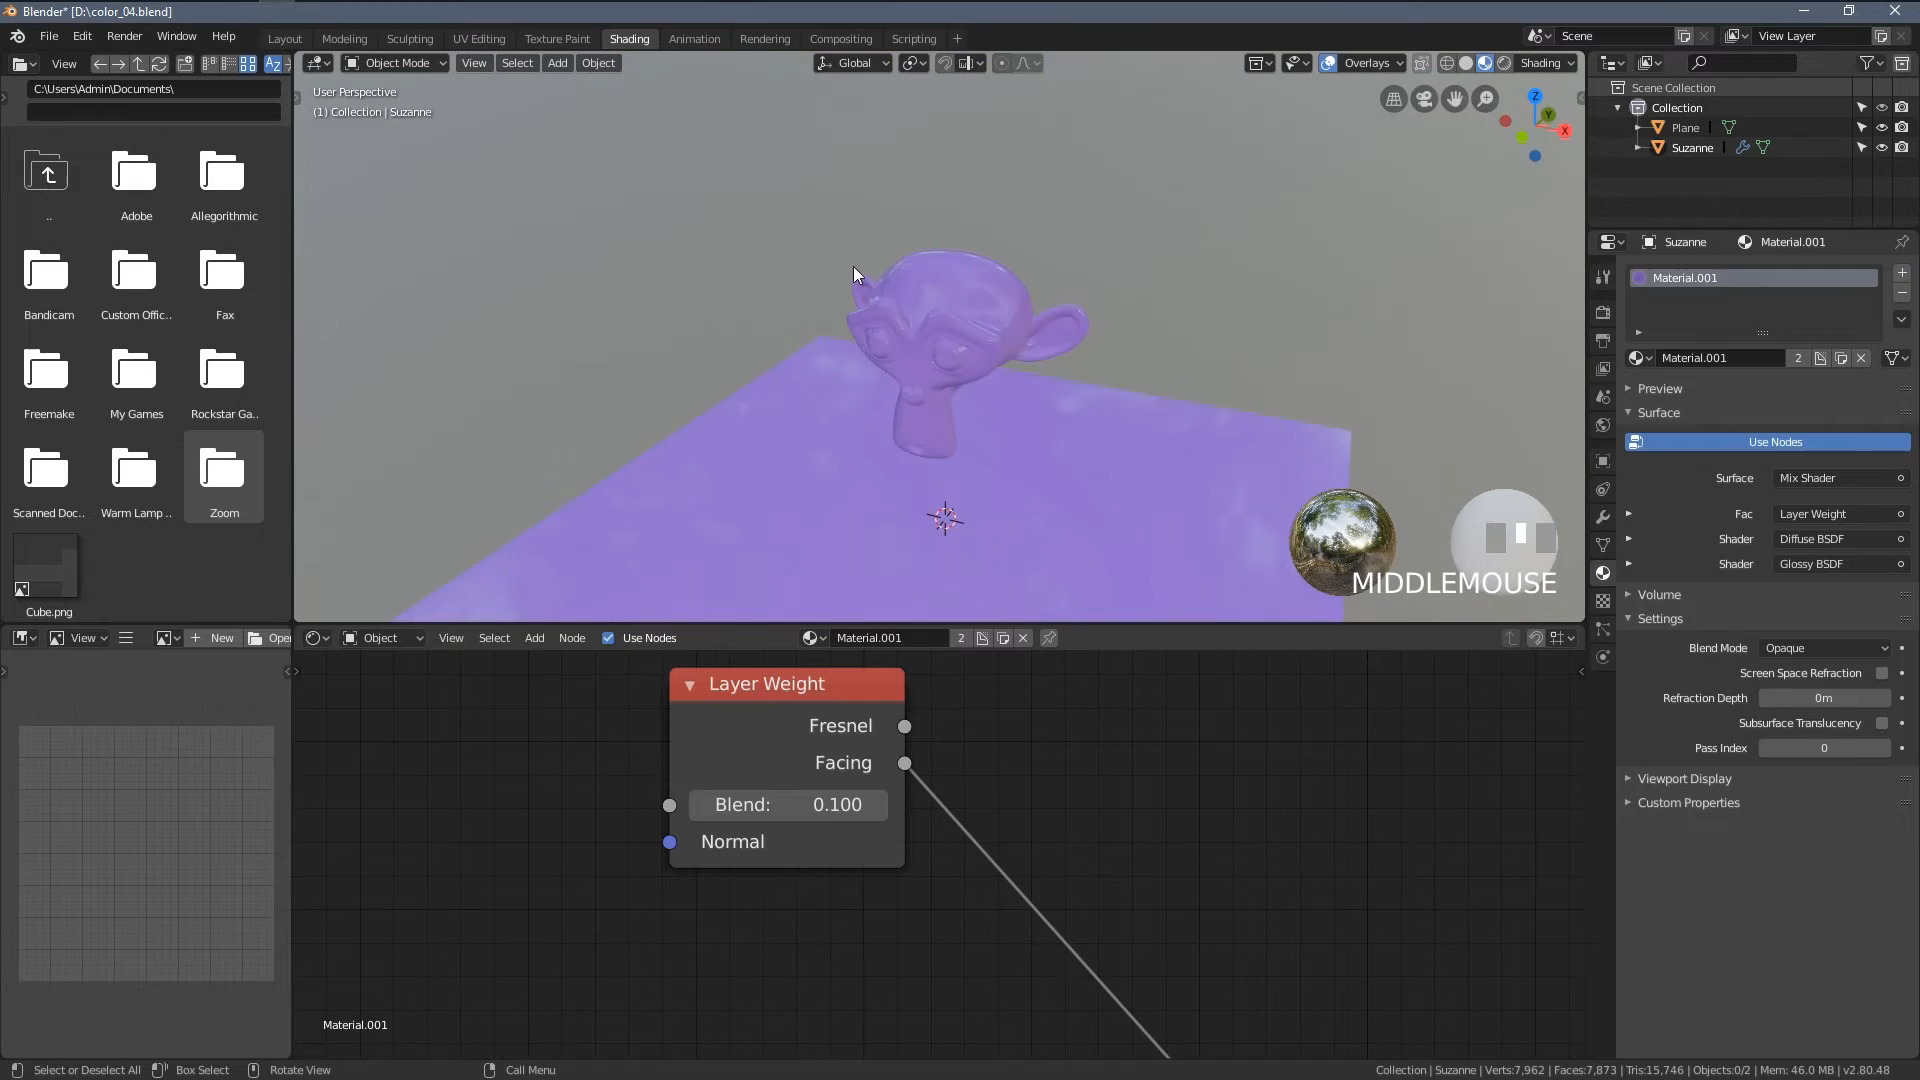 Blender* [D:\color_04.blend]
File Edit Render Window Help
Layout Modeling Sculpting UV Editing Texture Paint Shading Animation Rendering Compositing Scripting +
Scene
View Layer
View
C:\Users\Admin\Documents\
..
Adobe
Allegorithmic
Bandicam
Custom Offic..
Fax
Freemake
My Games
Rockstar Ga..
Scanned Doc..
Warm Lamp ..
Zoom
Cube.png
Object Mode View Select Add Object
Global
Overlays
Shading
User Perspective
(1) Collection | Suzanne
Z
Y
X
MIDDLEMOUSE
Scene Collection
Collection
Plane
Suzanne
Suzanne Material.001
Material.001
Material.001 2
Preview
Surface
Use Nodes
Surface Mix Shader
Fac Layer Weight
Shader Diffuse BSDF
Shader Glossy BSDF
Volume
Settings
Blend Mode Opaque
Screen Space Refraction
Refraction Depth 0m
Subsurface Translucency
Pass Index 0
Viewport Display
Custom Properties
View New Open
Object View Select Add Node Use Nodes Material.001 2
Layer Weight
Fresnel
Facing
Blend: 0.100
Normal
Material.001
Select or Deselect All Box Select Rotate View Call Menu
Collection | Suzanne | Verts:7,962 | Faces:7,873 | Tris:15,746 | Objects:0/2 | Mem: 46.0 MB | v2.80.48